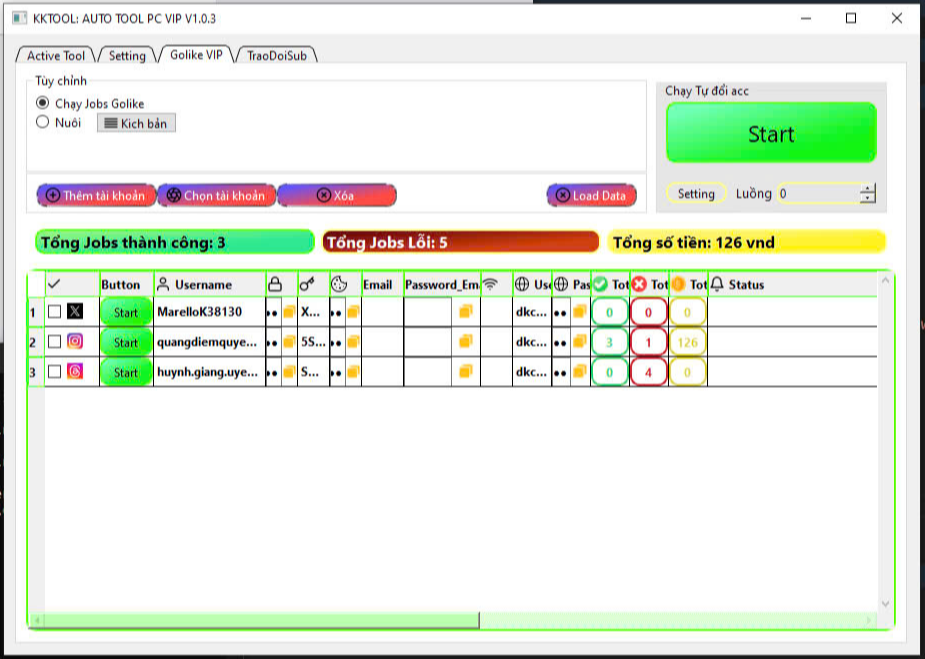 KKTOOL: AUTO TOOL PC VIP V1.0.3
Active Tool Setting Golike VIP TraoDoiSub
Tùy chỉnh
Chạy Jobs Golike
Nuôi Kich bản
Chạy Tự đổi acc
Start
Thêm tài khoản Chọn tài khoản Xóa Load Data
Setting Luồng 0
Tổng Jobs thành công: 3 Tổng Jobs Lỗi: 5 Tổng số tiền: 126 vnd
Button Username Email Password_Em Use Pas Tot Tot Tot Status
1 Start MarelloK38130 •• X... •• dkc... •• 0 0 0
2 Start quangdiemquye... •• 5S... •• dkc... •• 3 1 126
3 Start huynh.giang.uye... •• S... •• dkc... •• 0 4 0